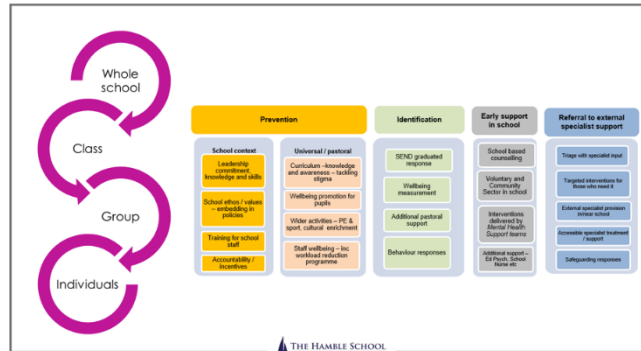 Whole
school
Class
Group
Individuals
Prevention
School context
Leadership
commitment,
knowledge and skills
School ethos / values –
embedding in
policies
Training for school
staff
Accountability /
incentives
Universal / pastoral
Curriculum – knowledge
and awareness – tackling
stigma
Wellbeing promotion for
pupils
Wider activities – PE &
sport, cultural enrichment
Staff wellbeing – inc
workload reduction
programme
Identification
SEND graduated
response
Wellbeing
measurement
Additional pastoral
support
Behaviour responses
Early support
in school
School based
counselling
Voluntary and
Community
Sector in school
Interventions
delivered by
Mental Health
Support teams
Additional support –
Ed Psych, School
Nurse etc
Referral to external
specialist support
Triage with specialist input
Targeted interventions for
those who need it
External specialist provision
in/near school
Accessible specialist treatment
/ support
Safeguarding responses
THE HAMBLE SCHOOL